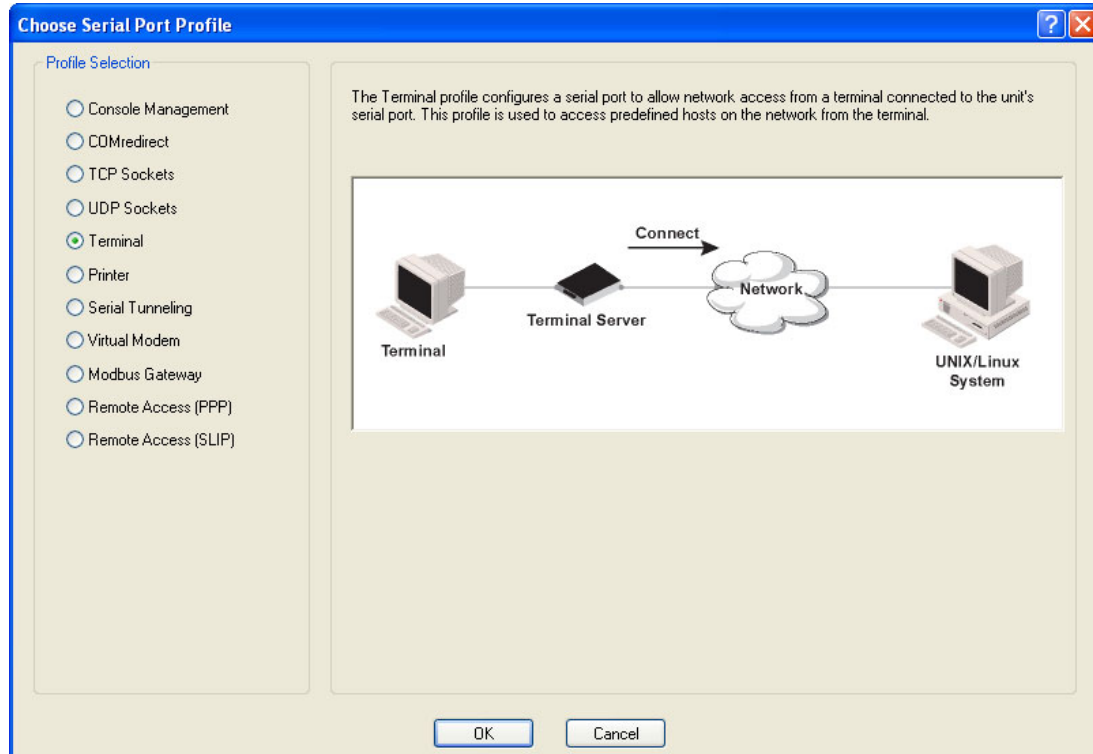 Choose Serial Port Profile
Profile Selection
Console Management
COMredirect
TCP Sockets
UDP Sockets
Terminal
Printer
Serial Tunneling
Virtual Modem
Modbus Gateway
Remote Access (PPP)
Remote Access (SLIP)
The Terminal profile configures a serial port to allow network access from a terminal connected to the unit's
serial port. This profile is used to access predefined hosts on the network from the terminal.
Connect
Network
Terminal Server
Terminal
UNIX/Linux
System
OK
Cancel